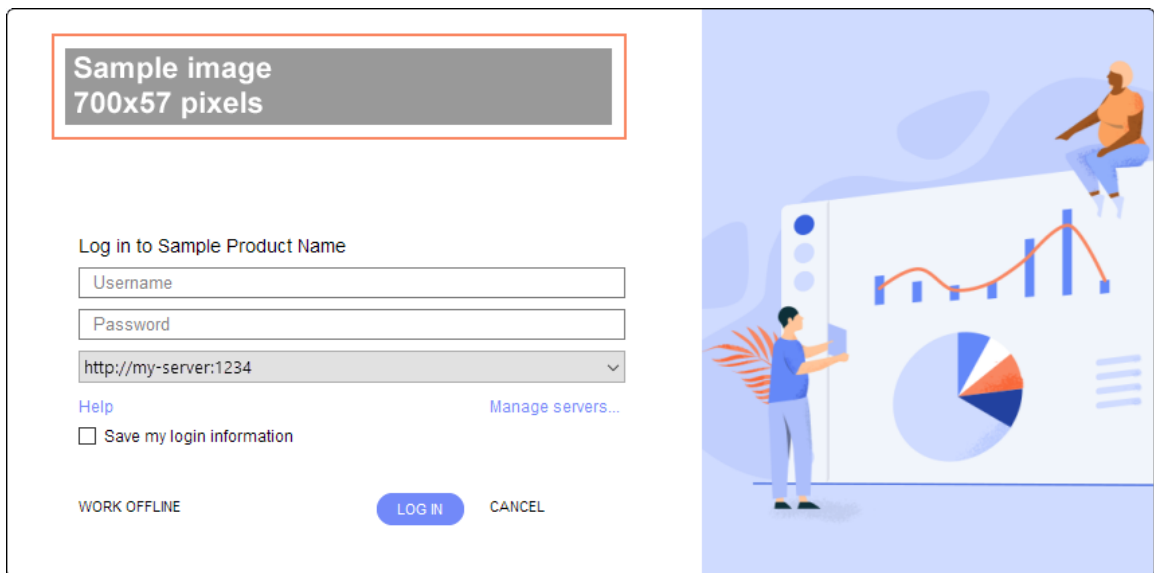 Sample image
700x57 pixels
Log in to Sample Product Name
Username
Password
http://my-server:1234
Help
Manage servers...
Save my login information
WORK OFFLINE
LOG IN
CANCEL